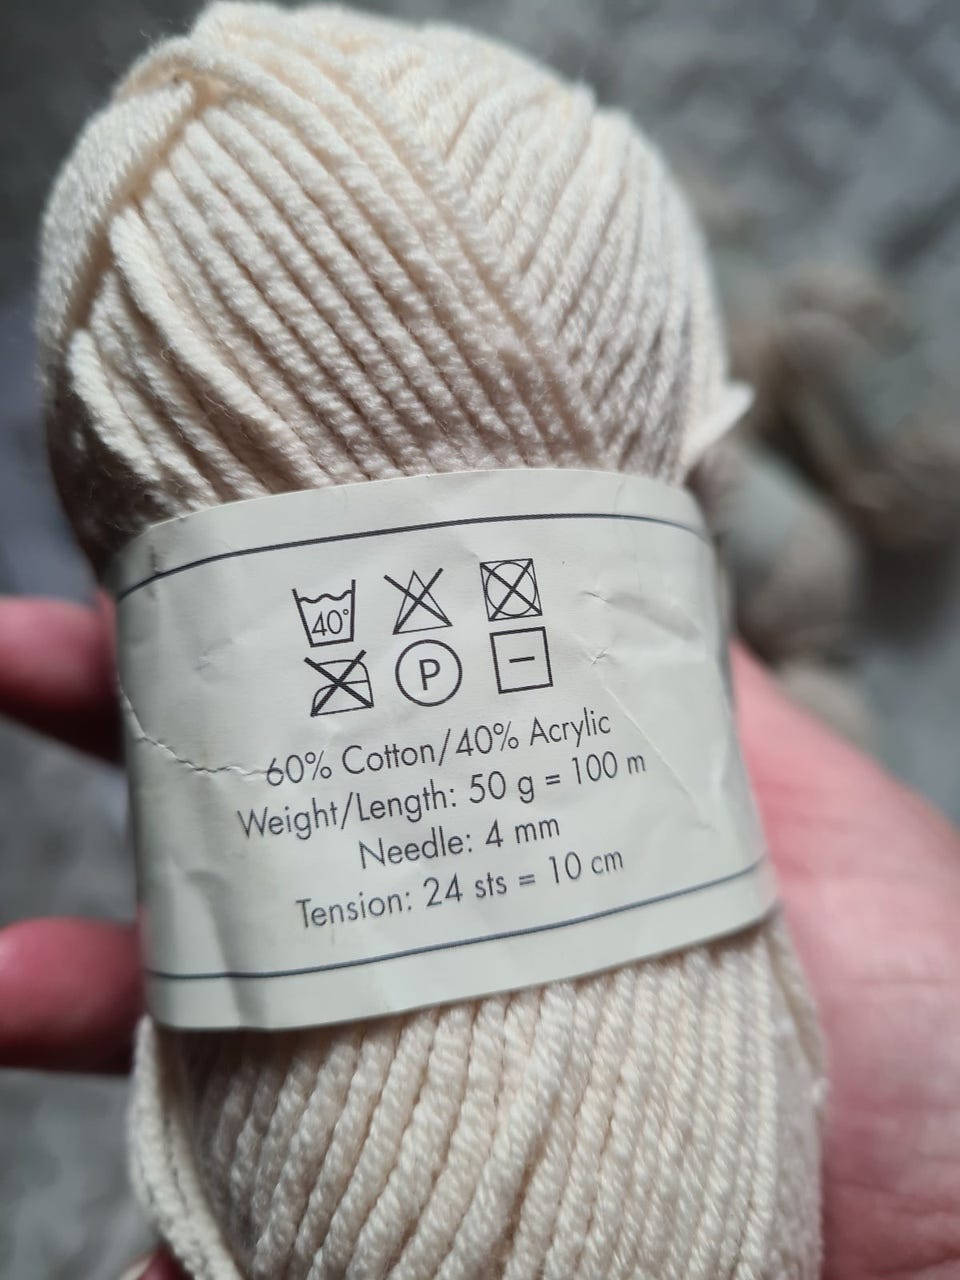 40°
P
60% Cotton/40% Acrylic
Weight/Length: 50 g = 100 m
Needle: 4 mm
Tension: 24 sts = 10 cm